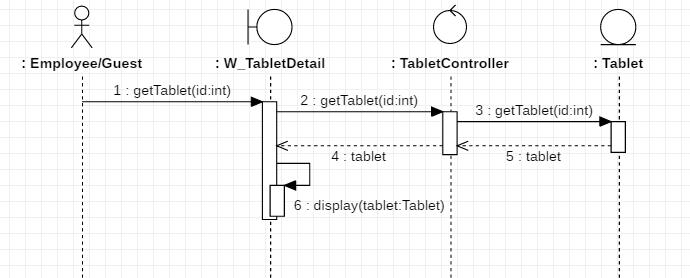 : Employee/Guest
: W_TabletDetail
: TabletController
: Tablet
1 : getTablet(id:int)
2 : getTablet(id:int)
3 : getTablet(id:int)
4 : tablet
5 : tablet
6 : display(tablet:Tablet)